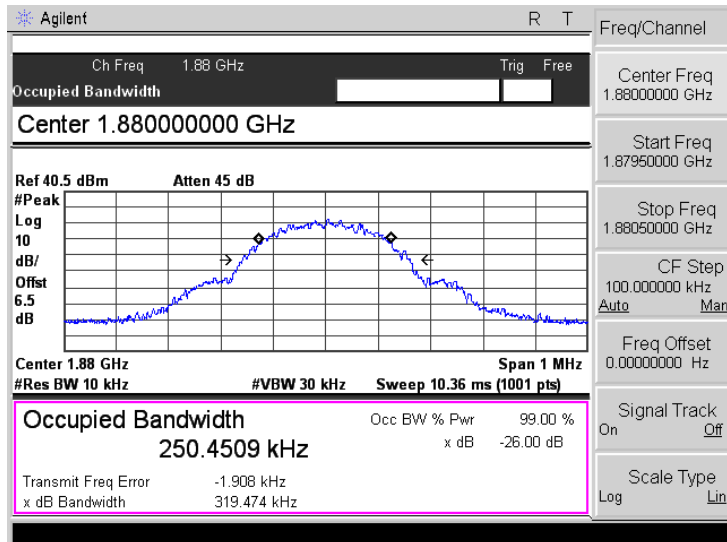 Agilent R T
Ch Freq 1.88 GHz Trig Free
Occupied Bandwidth
Center 1.880000000 GHz
Ref 40.5 dBm Atten 45 dB
#Peak
Log
10
dB/
Offst
6.5
dB
Center 1.88 GHz Span 1 MHz
#Res BW 10 kHz #VBW 30 kHz Sweep 10.36 ms (1001 pts)
Occupied Bandwidth Occ BW % Pwr 99.00 %
250.4509 kHz x dB -26.00 dB
Transmit Freq Error -1.908 kHz
x dB Bandwidth 319.474 kHz
Freq/Channel
Center Freq
1.88000000 GHz
Start Freq
1.87950000 GHz
Stop Freq
1.88050000 GHz
CF Step
100.000000 kHz
Auto Man
Freq Offset
0.00000000 Hz
Signal Track
On Off
Scale Type
Log Lin